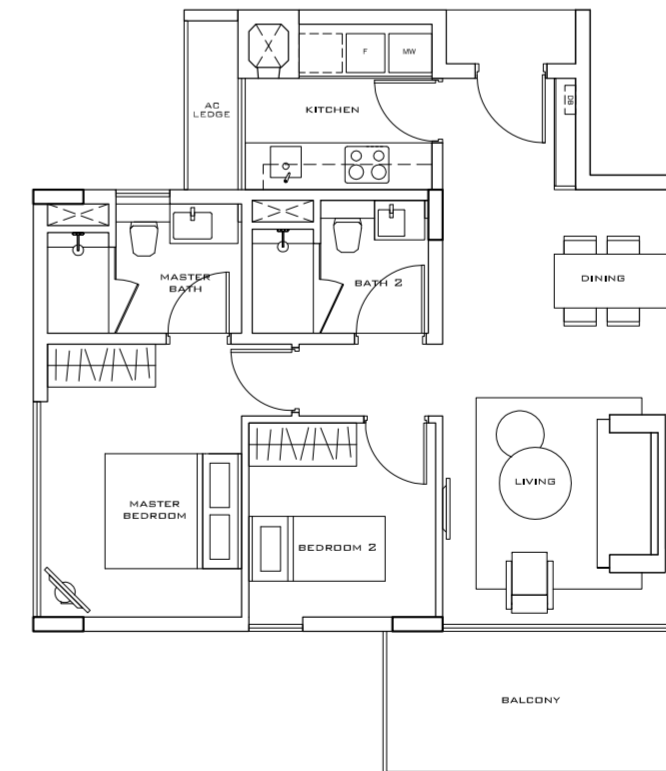 F
MW
AC
LEDGE
KITCHEN
DB
MASTER
BATH
BATH 2
DINING
LIVING
MASTER
BEDROOM
BEDROOM 2
BALCONY